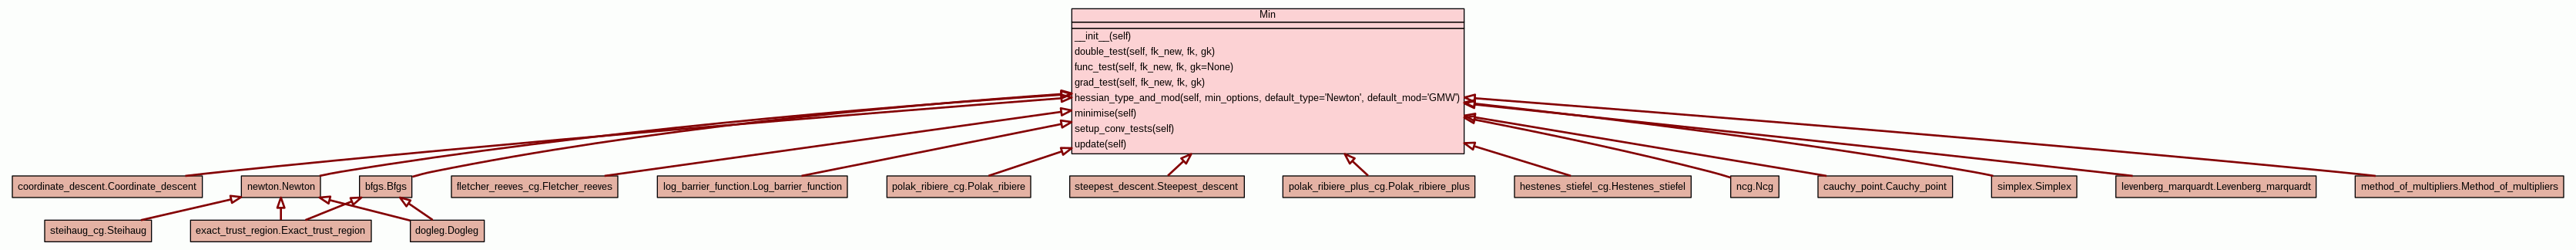 Min
__init__(self)
double_test(self, fk_new, fk, gk)
func_test(self, fk_new, fk, gk=None)
grad_test(self, fk_new, fk, gk)
hessian_type_and_mod(self, min_options, default_type='Newton', default_mod='GMW')
minimise(self)
setup_conv_tests(self)
update(self)
coordinate_descent.Coordinate_descent
newton.Newton
bfgs.Bfgs
fletcher_reeves_cg.Fletcher_reeves
log_barrier_function.Log_barrier_function
polak_ribiere_cg.Polak_ribiere
steepest_descent.Steepest_descent
polak_ribiere_plus_cg.Polak_ribiere_plus
hestenes_stiefel_cg.Hestenes_stiefel
ncg.Ncg
cauchy_point.Cauchy_point
simplex.Simplex
levenberg_marquardt.Levenberg_marquardt
method_of_multipliers.Method_of_multipliers
steihaug_cg.Steihaug
exact_trust_region.Exact_trust_region
dogleg.Dogleg